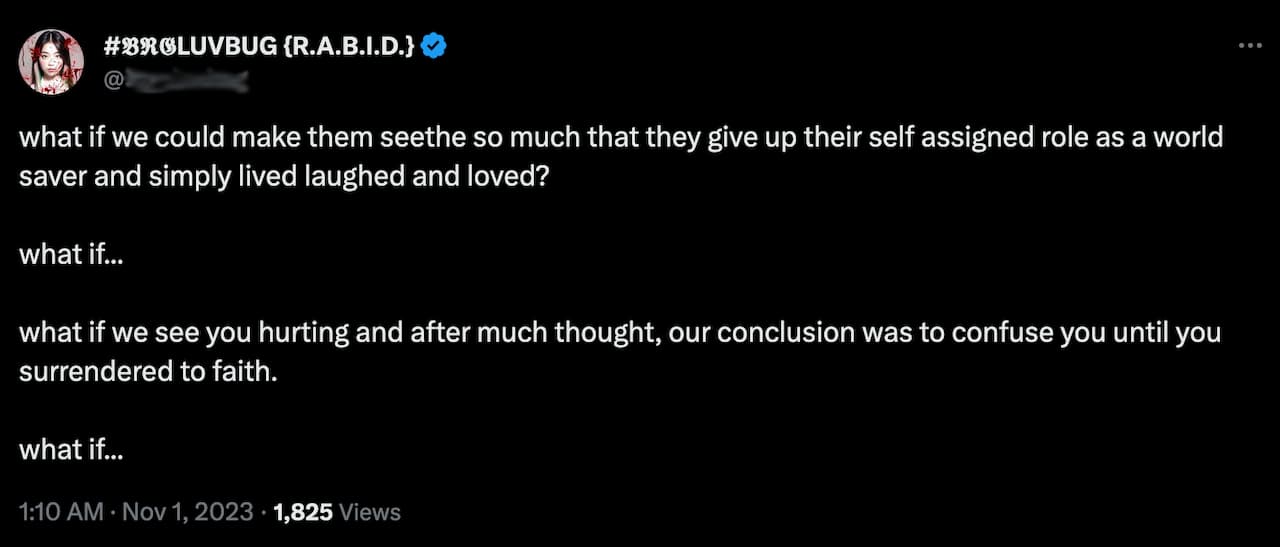 #𝕭𝕽𝕲LUVBUG {R.A.B.I.D.}
@
what if we could make them seethe so much that they give up their self assigned role as a world
saver and simply lived laughed and loved?
what if...
what if we see you hurting and after much thought, our conclusion was to confuse you until you
surrendered to faith.
what if...
1:10 AM · Nov 1, 2023 · 1,825 Views